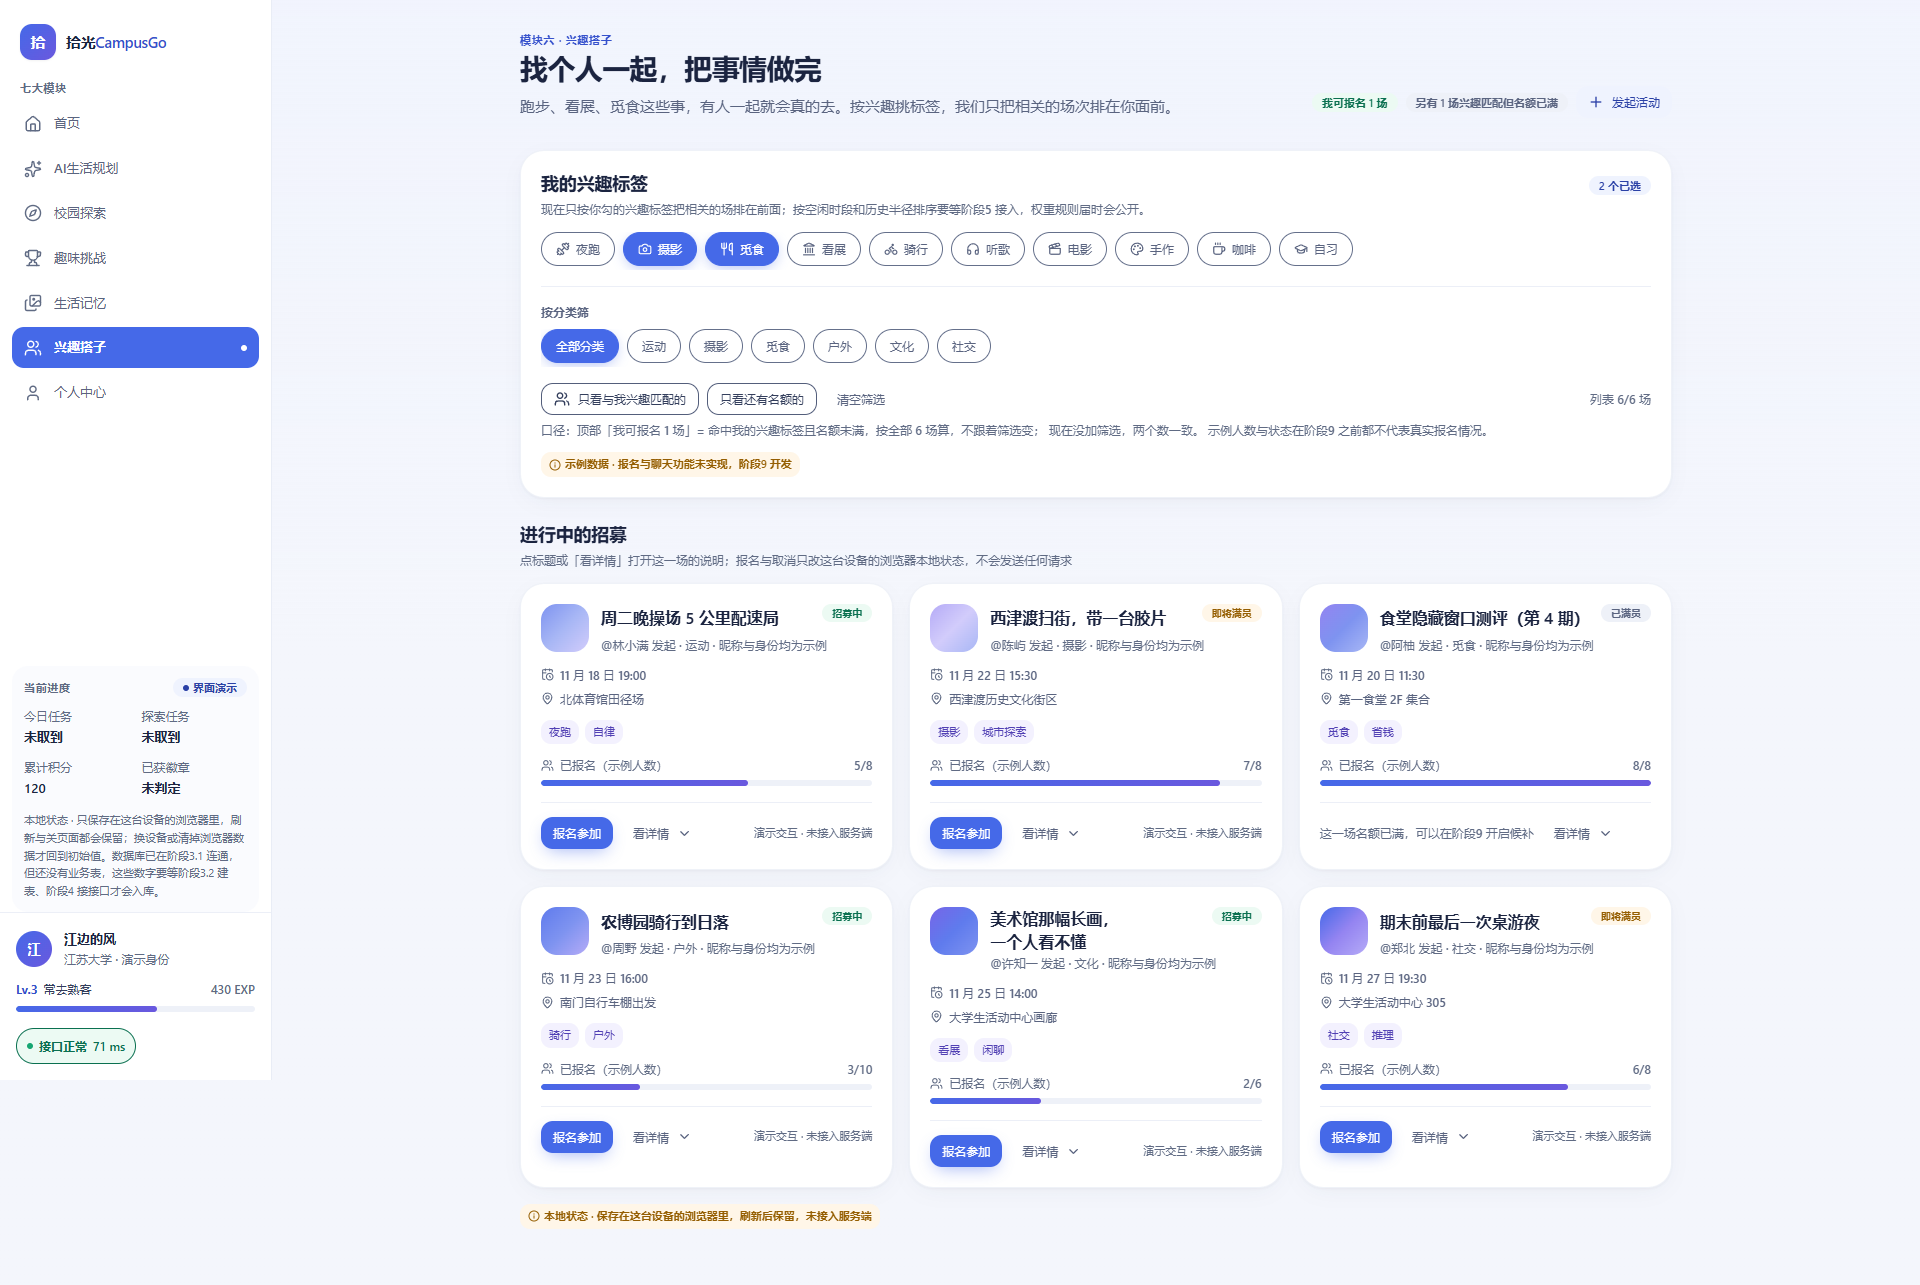 拾 拾光CampusGo
七大模块
首页
AI生活规划
校园探索
趣味挑战
生活记忆
兴趣搭子
个人中心
当前进度 界面演示
今日任务 探索任务
未取到 未取到
累计积分 已获徽章
120 未判定
本地状态 · 只保存在这台设备的浏览器里，刷
新与关页面都会保留；换设备或清掉浏览器数
据才回到初始值。数据库已在阶段3.1 连通，
但还没有业务表，这些数字要等阶段3.2 建
表、阶段4 接接口才会入库。
江 江边的风
江苏大学 · 演示身份
Lv.3 常去熟客 430 EXP
接口正常 71 ms
模块六 · 兴趣搭子
找个人一起，把事情做完
跑步、看展、觅食这些事，有人一起就会真的去。按兴趣挑标签，我们只把相关的场次排在你面前。
我可报名 1 场 另有 1 场兴趣匹配但名额已满 发起活动
我的兴趣标签 2 个已选
现在只按你勾的兴趣标签把相关的场排在前面；按空闲时段和历史半径排序要等阶段5 接入，权重规则届时会公开。
夜跑 摄影 觅食 看展 骑行 听歌 电影 手作 咖啡 自习
按分类筛
全部分类 运动 摄影 觅食 户外 文化 社交
只看与我兴趣匹配的 只看还有名额的 清空筛选 列表 6/6 场
口径：顶部「我可报名 1 场」= 命中我的兴趣标签且名额未满，按全部 6 场算，不跟着筛选变； 现在没加筛选，两个数一致。 示例人数与状态在阶段9 之前都不代表真实报名情况。
示例数据 · 报名与聊天功能未实现，阶段9 开发
进行中的招募
点标题或「看详情」打开这一场的说明；报名与取消只改这台设备的浏览器本地状态，不会发送任何请求
周二晚操场 5 公里配速局 招募中
@林小满 发起 · 运动 · 昵称与身份均为示例
11 月 18 日 19:00
北体育馆田径场
夜跑 自律
已报名（示例人数） 5/8
报名参加 看详情 演示交互 · 未接入服务端
西津渡扫街，带一台胶片 即将满员
@陈屿 发起 · 摄影 · 昵称与身份均为示例
11 月 22 日 15:30
西津渡历史文化街区
摄影 城市探索
已报名（示例人数） 7/8
报名参加 看详情 演示交互 · 未接入服务端
食堂隐藏窗口测评（第 4 期） 已满员
@阿柚 发起 · 觅食 · 昵称与身份均为示例
11 月 20 日 11:30
第一食堂 2F 集合
觅食 省钱
已报名（示例人数） 8/8
这一场名额已满，可以在阶段9 开启候补 看详情
农博园骑行到日落 招募中
@周野 发起 · 户外 · 昵称与身份均为示例
11 月 23 日 16:00
南门自行车棚出发
骑行 户外
已报名（示例人数） 3/10
报名参加 看详情 演示交互 · 未接入服务端
美术馆那幅长画， 招募中
一个人看不懂
@许知一 发起 · 文化 · 昵称与身份均为示例
11 月 25 日 14:00
大学生活动中心画廊
看展 闲聊
已报名（示例人数） 2/6
报名参加 看详情 演示交互 · 未接入服务端
期末前最后一次桌游夜 即将满员
@郑北 发起 · 社交 · 昵称与身份均为示例
11 月 27 日 19:30
大学生活动中心 305
社交 推理
已报名（示例人数） 6/8
报名参加 看详情 演示交互 · 未接入服务端
本地状态 · 保存在这台设备的浏览器里，刷新后保留，未接入服务端